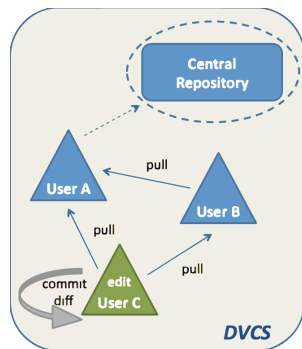 Central
Repository
pull
User A
User B
pull
pull
edit
commit
diff
User C
DVCS